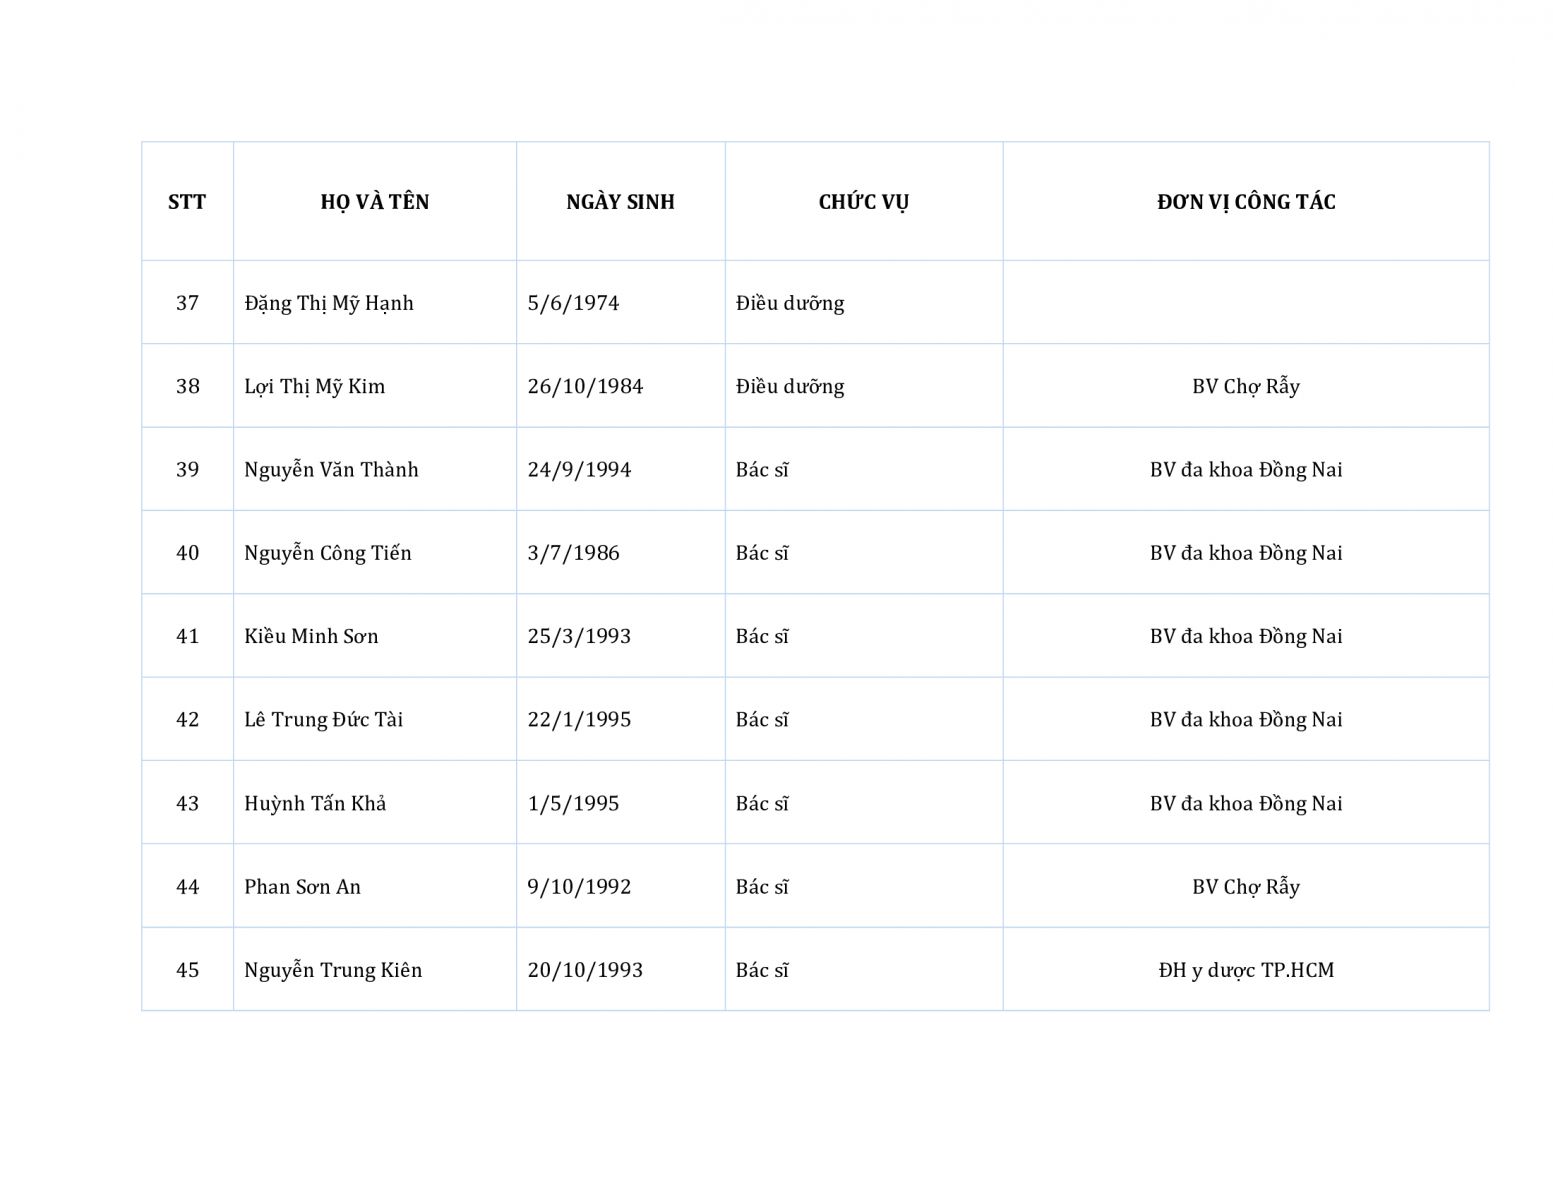 STT HỌ VÀ TÊN NGÀY SINH CHỨC VỤ ĐƠN VỊ CÔNG TÁC
37 Đặng Thị Mỹ Hạnh 5/6/1974 Điều dưỡng
38 Lợi Thị Mỹ Kim 26/10/1984 Điều dưỡng BV Chợ Rẫy
39 Nguyễn Văn Thành 24/9/1994 Bác sĩ BV đa khoa Đồng Nai
40 Nguyễn Công Tiến 3/7/1986 Bác sĩ BV đa khoa Đồng Nai
41 Kiều Minh Sơn 25/3/1993 Bác sĩ BV đa khoa Đồng Nai
42 Lê Trung Đức Tài 22/1/1995 Bác sĩ BV đa khoa Đồng Nai
43 Huỳnh Tấn Khả 1/5/1995 Bác sĩ BV đa khoa Đồng Nai
44 Phan Sơn An 9/10/1992 Bác sĩ BV Chợ Rẫy
45 Nguyễn Trung Kiên 20/10/1993 Bác sĩ ĐH y dược TP.HCM